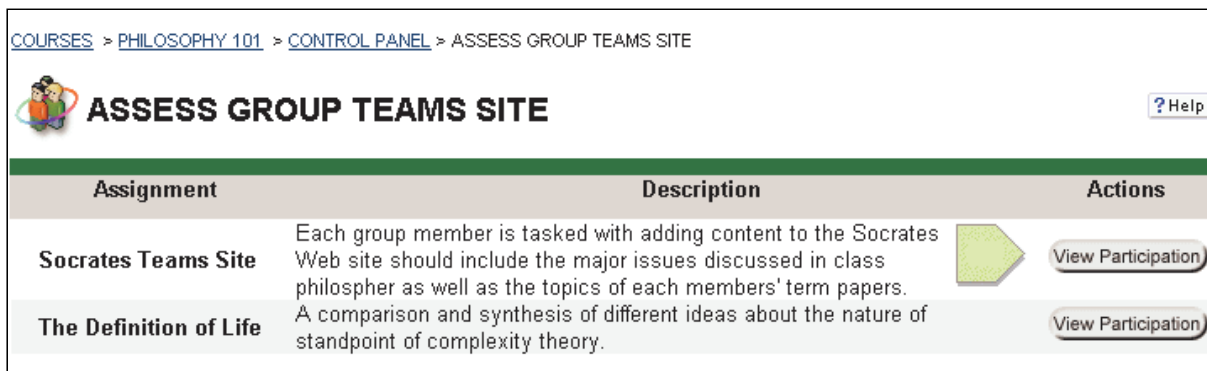 COURSES > PHILOSOPHY 101 > CONTROL PANEL > ASSESS GROUP TEAMS SITE
ASSESS GROUP TEAMS SITE
? Help
Assignment Description Actions
Socrates Teams Site
Each group member is tasked with adding content to the Socrates
Web site should include the major issues discussed in class
philospher as well as the topics of each members' term papers.
View Participation
The Definition of Life
A comparison and synthesis of different ideas about the nature of
standpoint of complexity theory.
View Participation